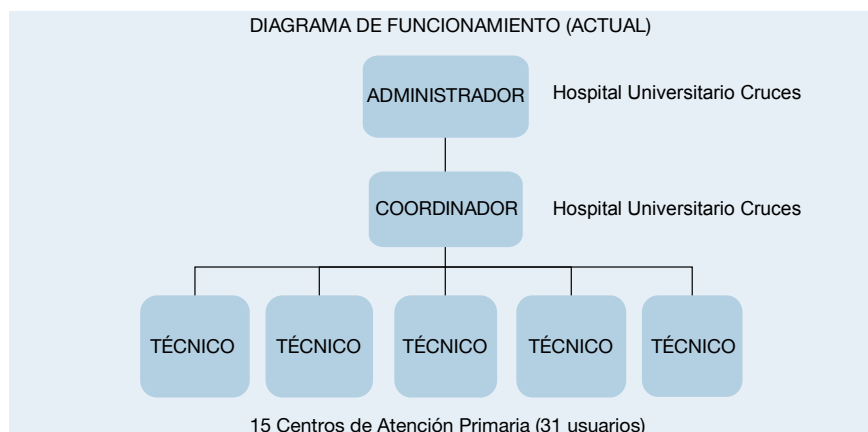 DIAGRAMA DE FUNCIONAMIENTO (ACTUAL)
ADMINISTRADOR
Hospital Universitario Cruces
COORDINADOR
Hospital Universitario Cruces
TÉCNICO
TÉCNICO
TÉCNICO
TÉCNICO
TÉCNICO
15 Centros de Atención Primaria (31 usuarios)